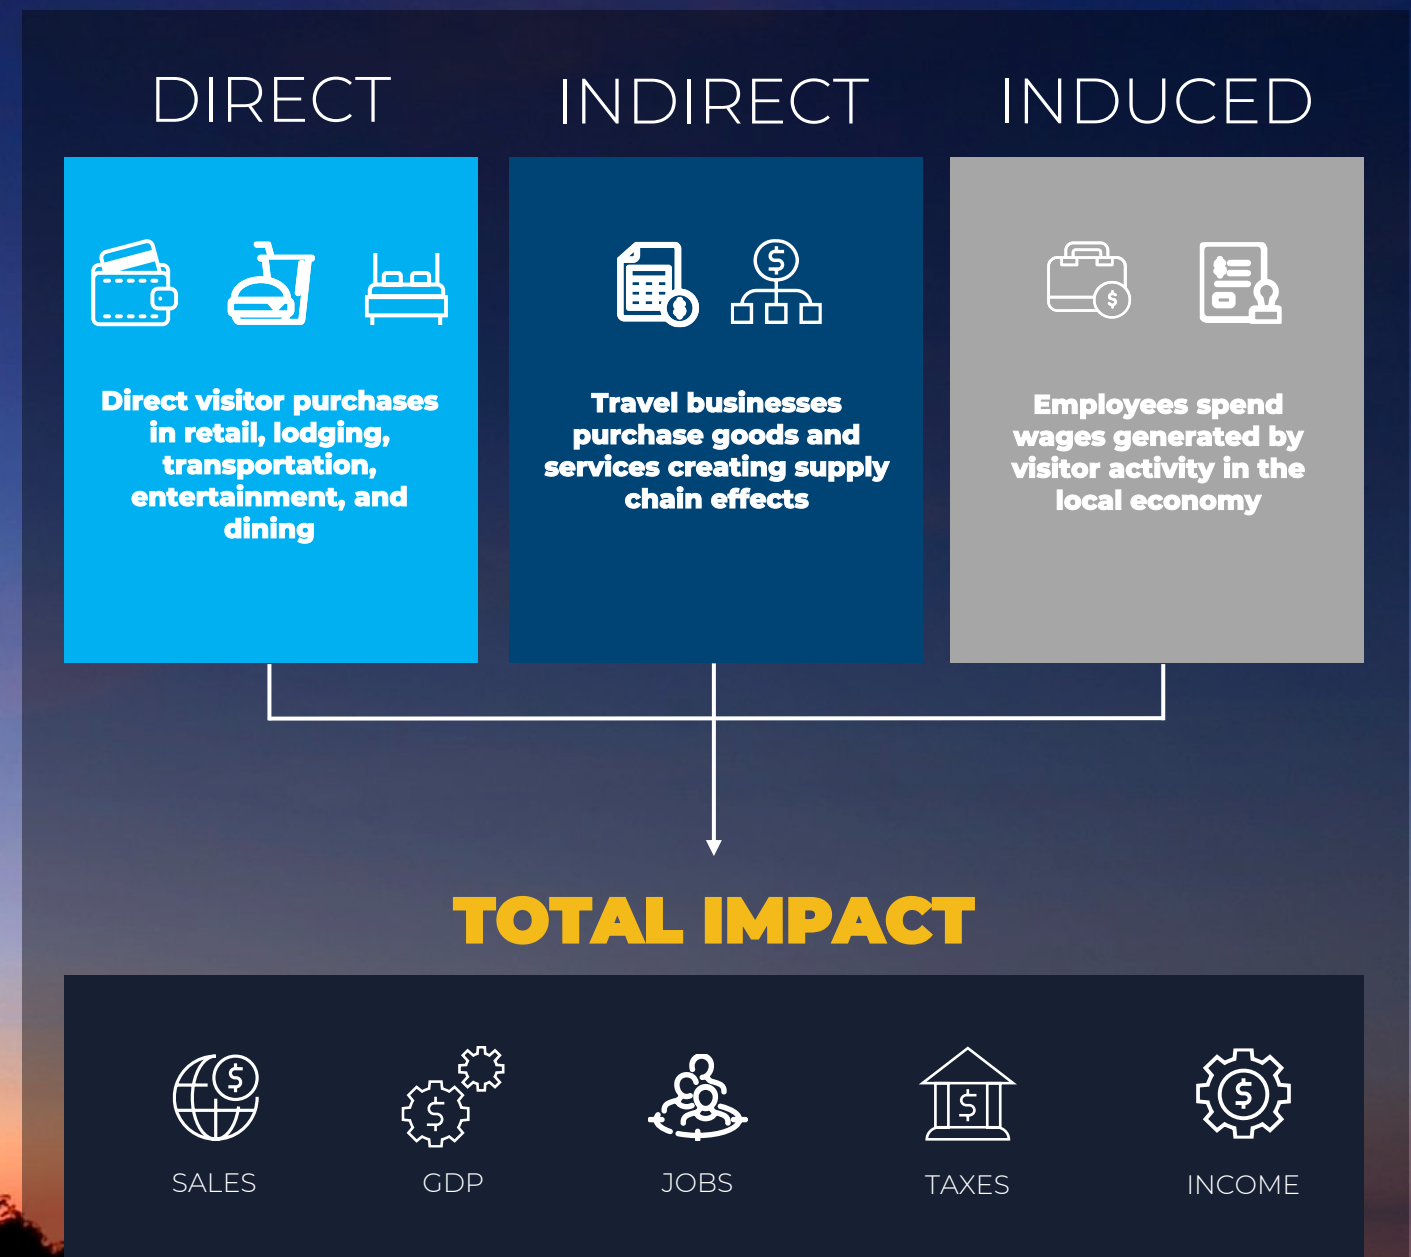 DIRECT
INDIRECT
INDUCED
Direct visitor purchases
in retail, lodging,
transportation,
entertainment, and
dining
Travel businesses
purchase goods and
services creating supply
chain effects
Employees spend
wages generated by
visitor activity in the
local economy
TOTAL IMPACT
SALES
GDP
JOBS
TAXES
INCOME